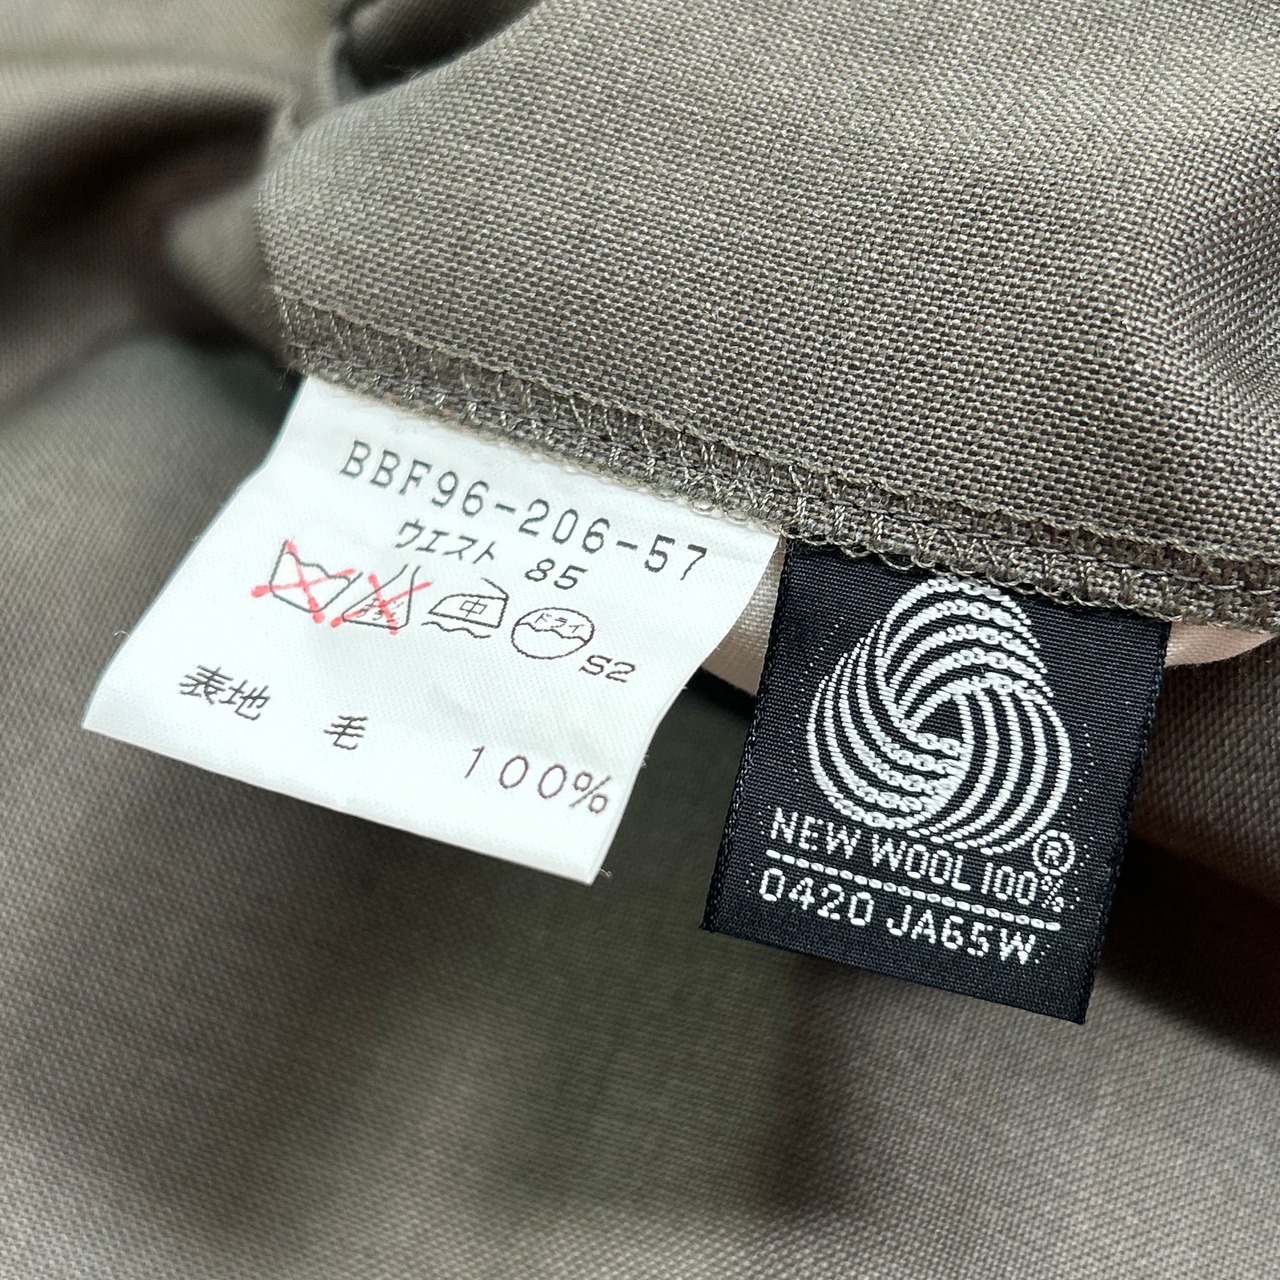 BBF96-206-57
ウエスト 85
中 ドライ
S2
表地 毛 100%
NEW WOOL 100%
®
0420 JA65W